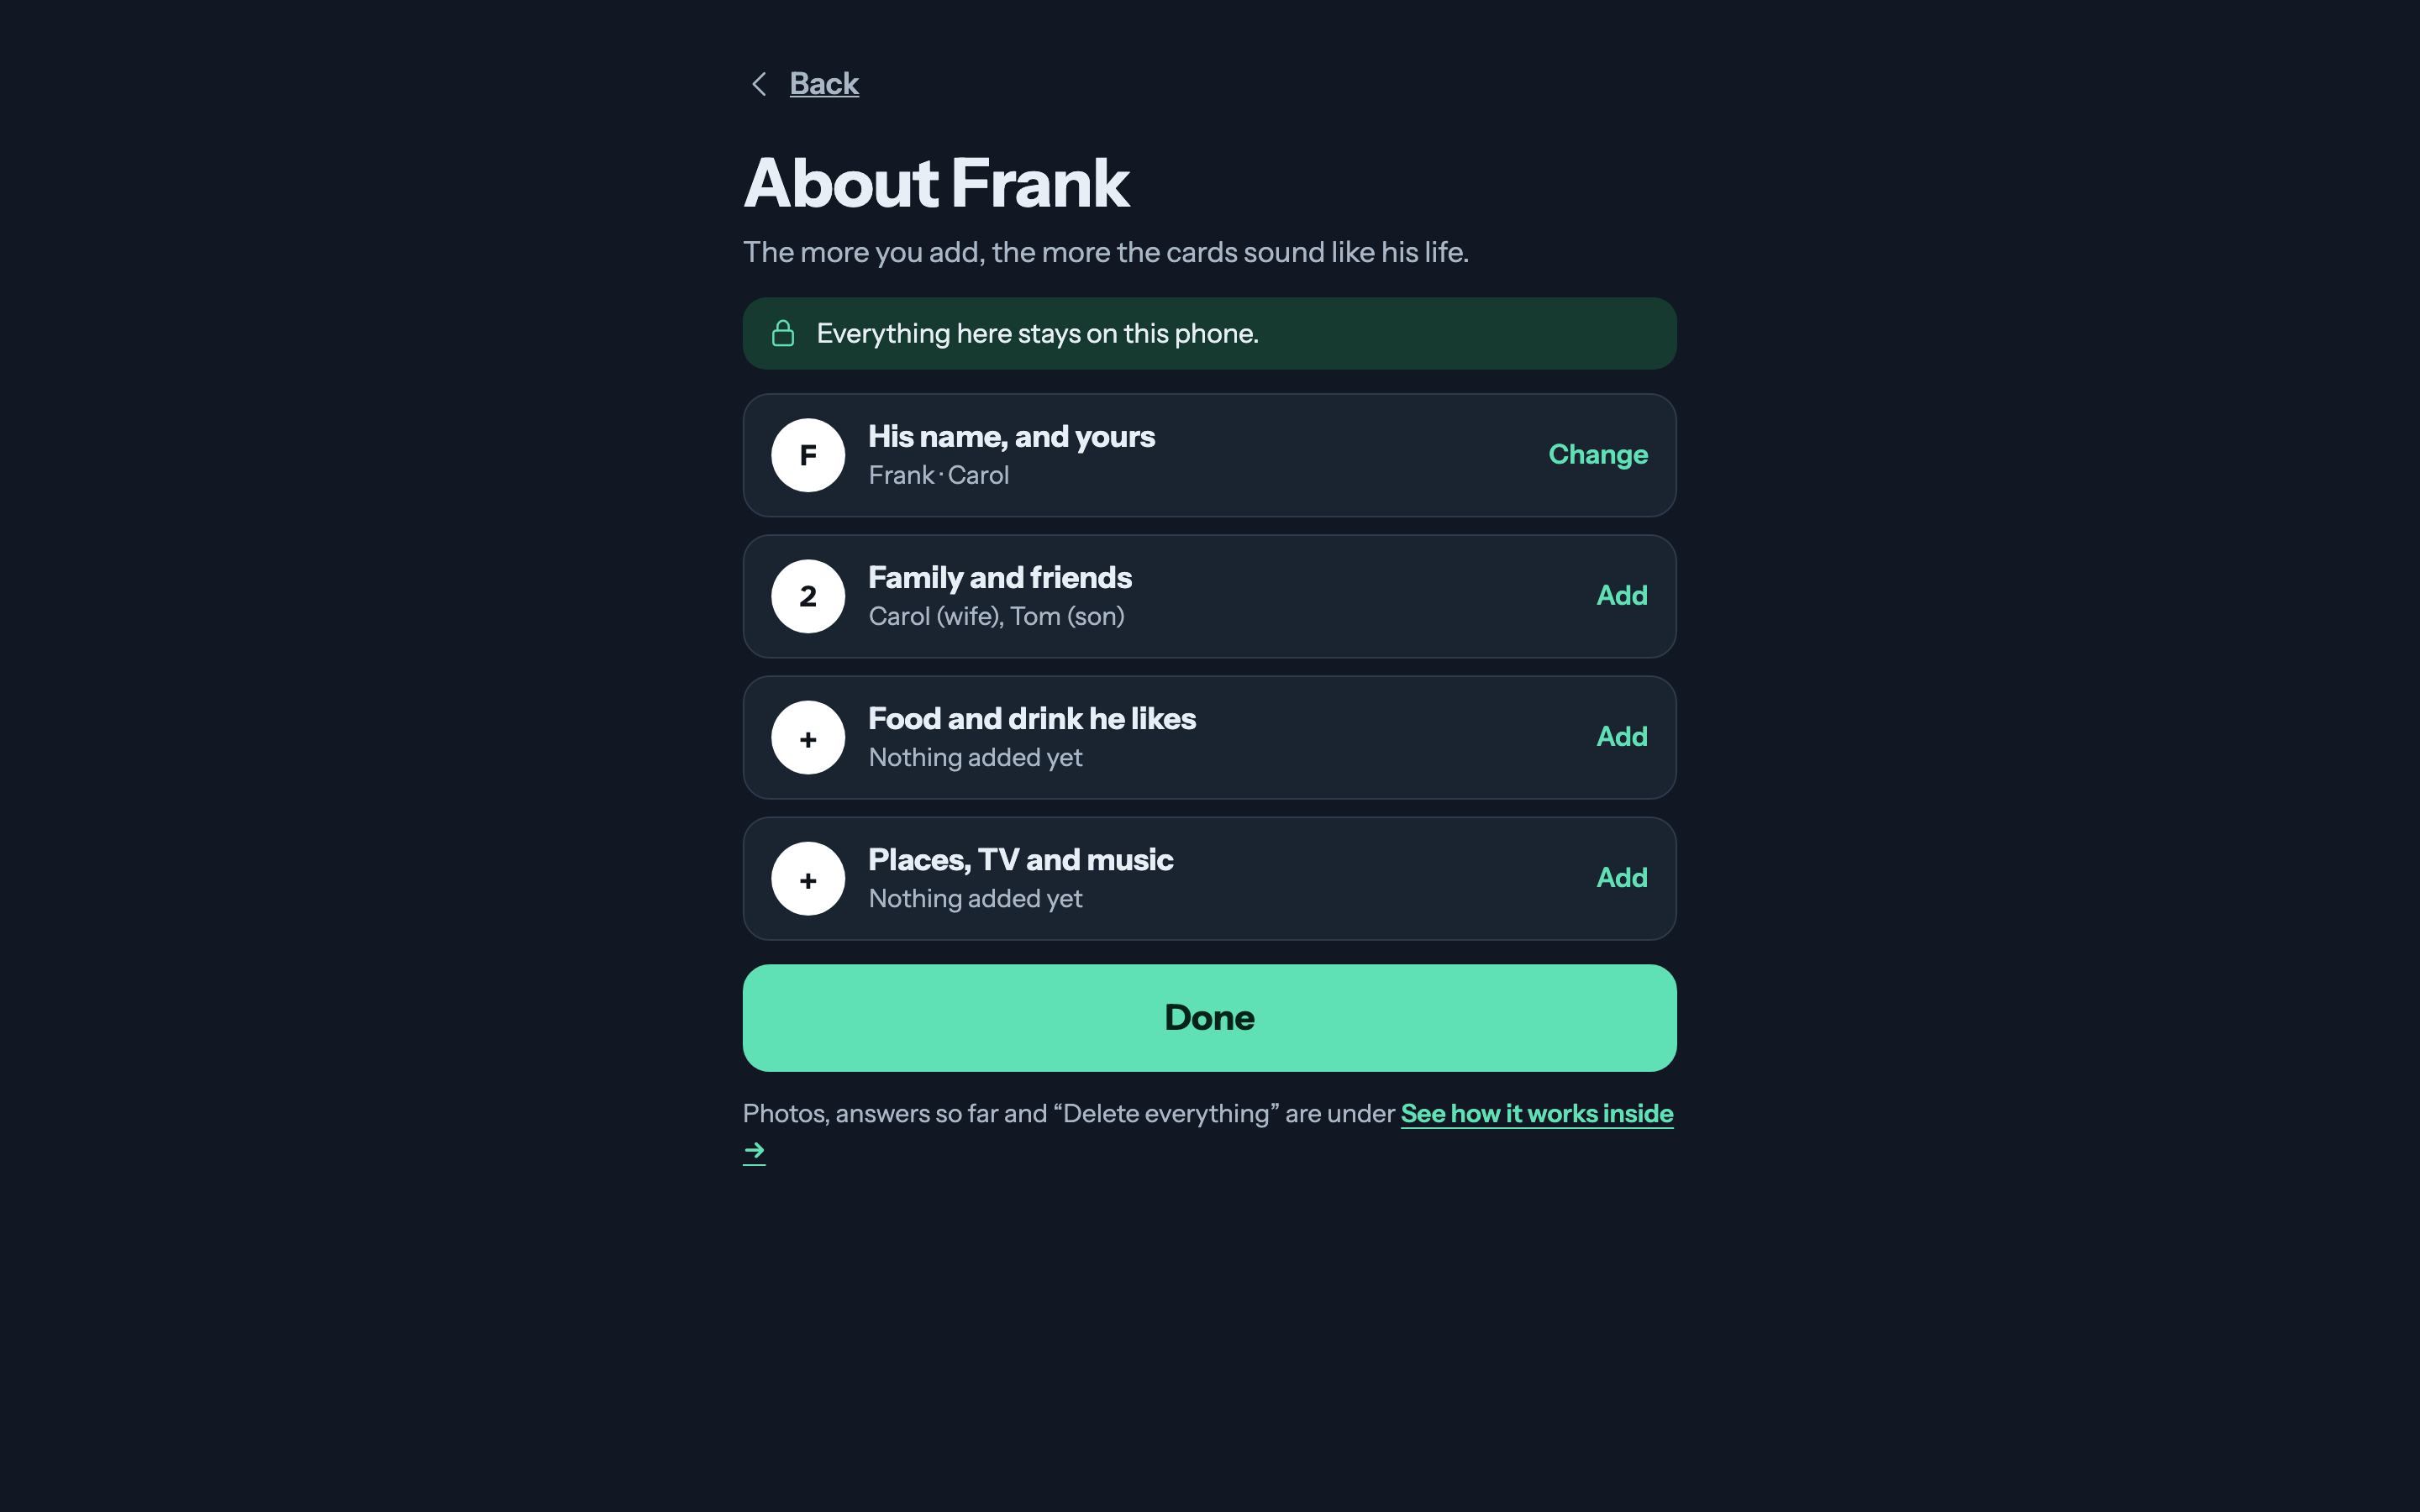 Back
About Frank
The more you add, the more the cards sound like his life.
Everything here stays on this phone.
F
His name, and yours
Frank · Carol
Change
2
Family and friends
Carol (wife), Tom (son)
Add
+
Food and drink he likes
Nothing added yet
Add
+
Places, TV and music
Nothing added yet
Add
Done
Photos, answers so far and “Delete everything” are under See how it works inside
→